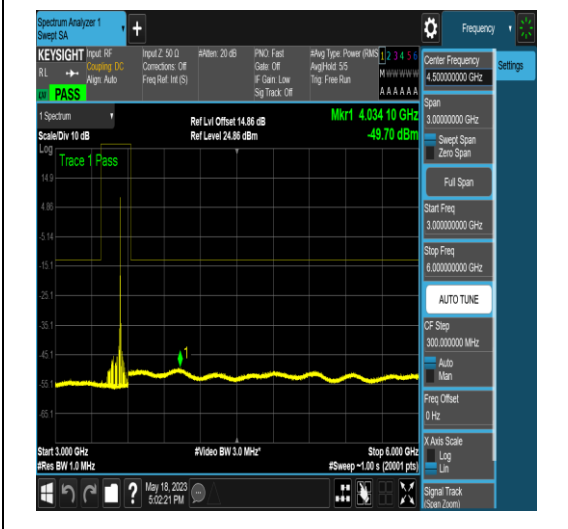 Spectrum Analyzer 1
Swept SA
+
Frequency
KEYSIGHT
RL
Input: RF
Coupling: DC
Align: Auto
Input Z: 50 Ω
Corrections: Off
Freq Ref: Int (S)
#Atten: 20 dB
PNO: Fast
Gate: Off
IF Gain: Low
Sig Track: Off
#Avg Type: Power (RMS
Avg|Hold: 5/5
Trig: Free Run
1 2 3 4 5 6
M W W W W W
A A A A A A
PASS
Center Frequency
4.500000000 GHz
Settings
Span
3.00000000 GHz
Swept Span
Zero Span
Full Span
Start Freq
3.000000000 GHz
Stop Freq
6.000000000 GHz
AUTO TUNE
CF Step
300.000000 MHz
Auto
Man
Freq Offset
0 Hz
X Axis Scale
Log
Lin
Signal Track
(Span Zoom)
1 Spectrum
Scale/Div 10 dB
Log
Ref Lvl Offset 14.86 dB
Ref Level 24.86 dBm
Mkr1 4.034 10 GHz
-49.70 dBm
Trace 1 Pass
14.9
4.86
-5.14
-15.1
-25.1
-35.1
-45.1
-55.1
-65.1
1
Start 3.000 GHz
#Res BW 1.0 MHz
#Video BW 3.0 MHz*
Stop 6.000 GHz
#Sweep ~1.00 s (20001 pts)
?
May 18, 2023
5:02:21 PM